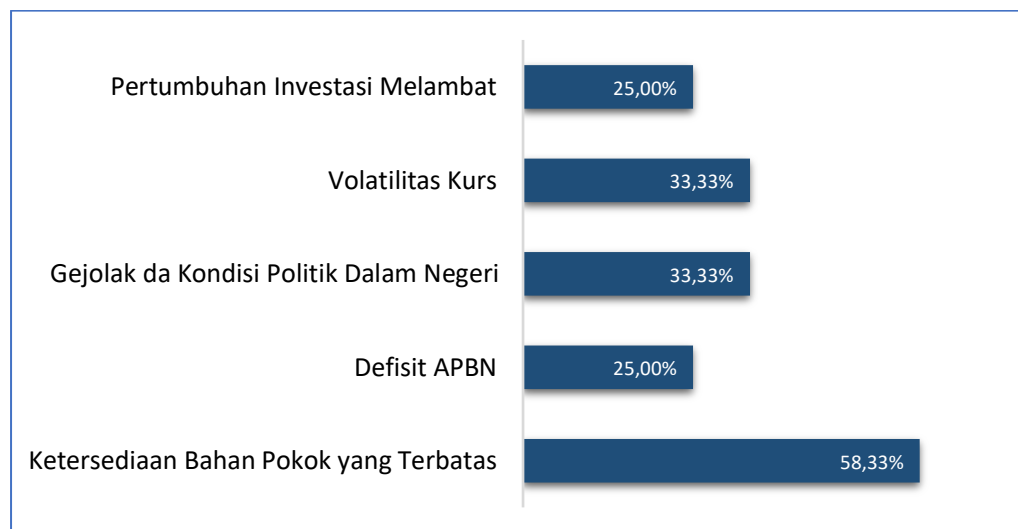 Pertumbuhan Investasi Melambat
25,00%
Volatilitas Kurs
33,33%
Gejolak da Kondisi Politik Dalam Negeri
33,33%
Defisit APBN
25,00%
Ketersediaan Bahan Pokok yang Terbatas
58,33%